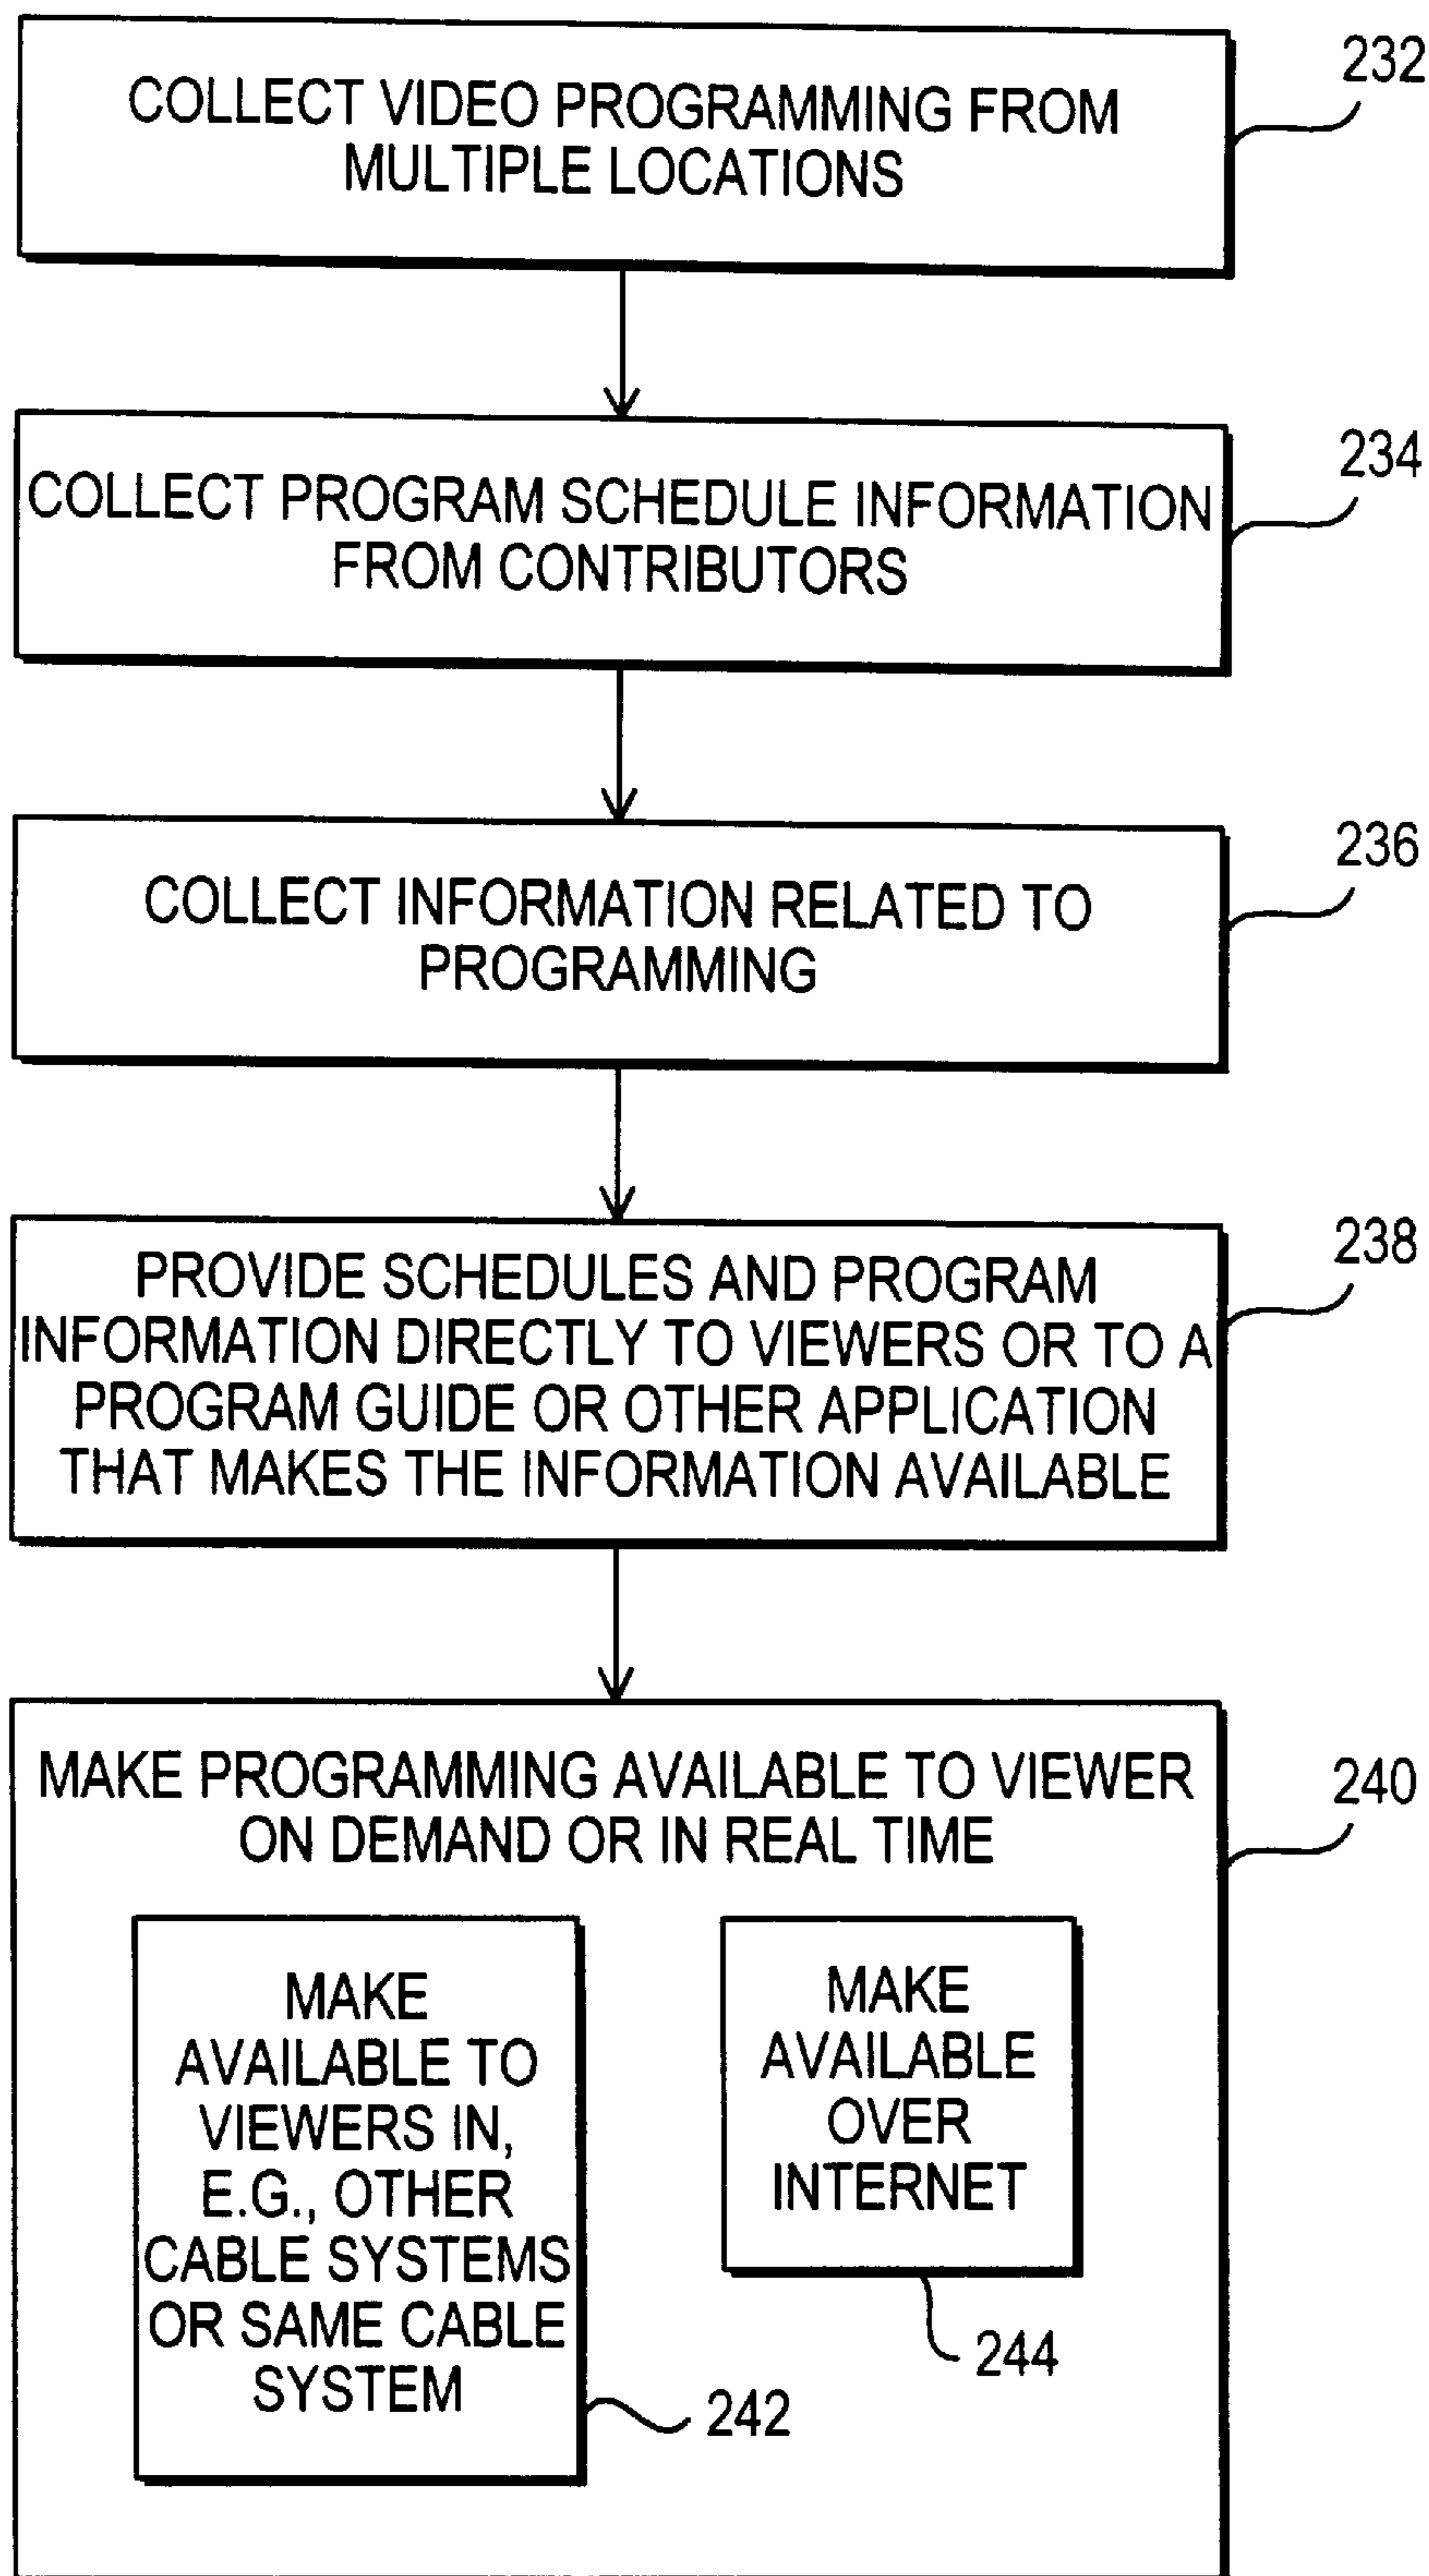 COLLECT VIDEO PROGRAMMING FROM
MULTIPLE LOCATIONS
232
COLLECT PROGRAM SCHEDULE INFORMATION
FROM CONTRIBUTORS
234
COLLECT INFORMATION RELATED TO
PROGRAMMING
236
PROVIDE SCHEDULES AND PROGRAM
INFORMATION DIRECTLY TO VIEWERS OR TO A
PROGRAM GUIDE OR OTHER APPLICATION
THAT MAKES THE INFORMATION AVAILABLE
238
MAKE PROGRAMMING AVAILABLE TO VIEWER
ON DEMAND OR IN REAL TIME
240
MAKE
AVAILABLE TO
VIEWERS IN,
E.G., OTHER
CABLE SYSTEMS
OR SAME CABLE
SYSTEM
242
MAKE
AVAILABLE
OVER
INTERNET
244